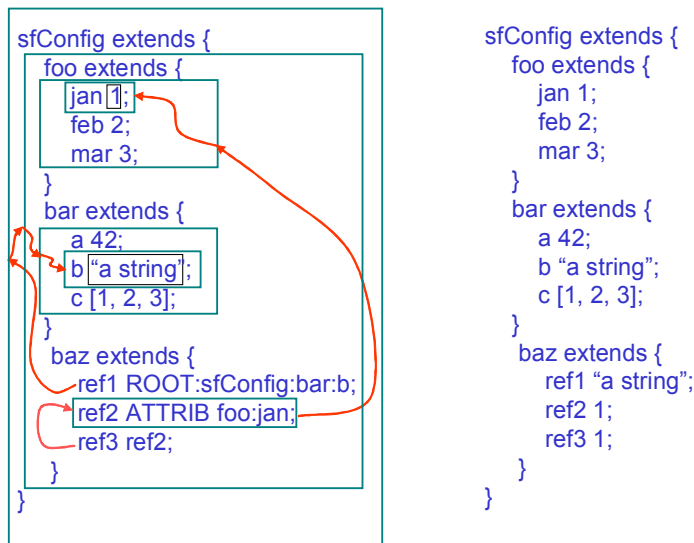 sfConfig extends {
foo extends {
jan 1;
feb 2;
mar 3;
}
bar extends {
a 42;
b “a string”;
c [1, 2, 3];
}
baz extends {
ref1 ROOT:sfConfig:bar:b;
ref2 ATTRIB foo:jan;
ref3 ref2;
}
}
sfConfig extends {
foo extends {
jan 1;
feb 2;
mar 3;
}
bar extends {
a 42;
b “a string”;
c [1, 2, 3];
}
baz extends {
ref1 “a string”;
ref2 1;
ref3 1;
}
}